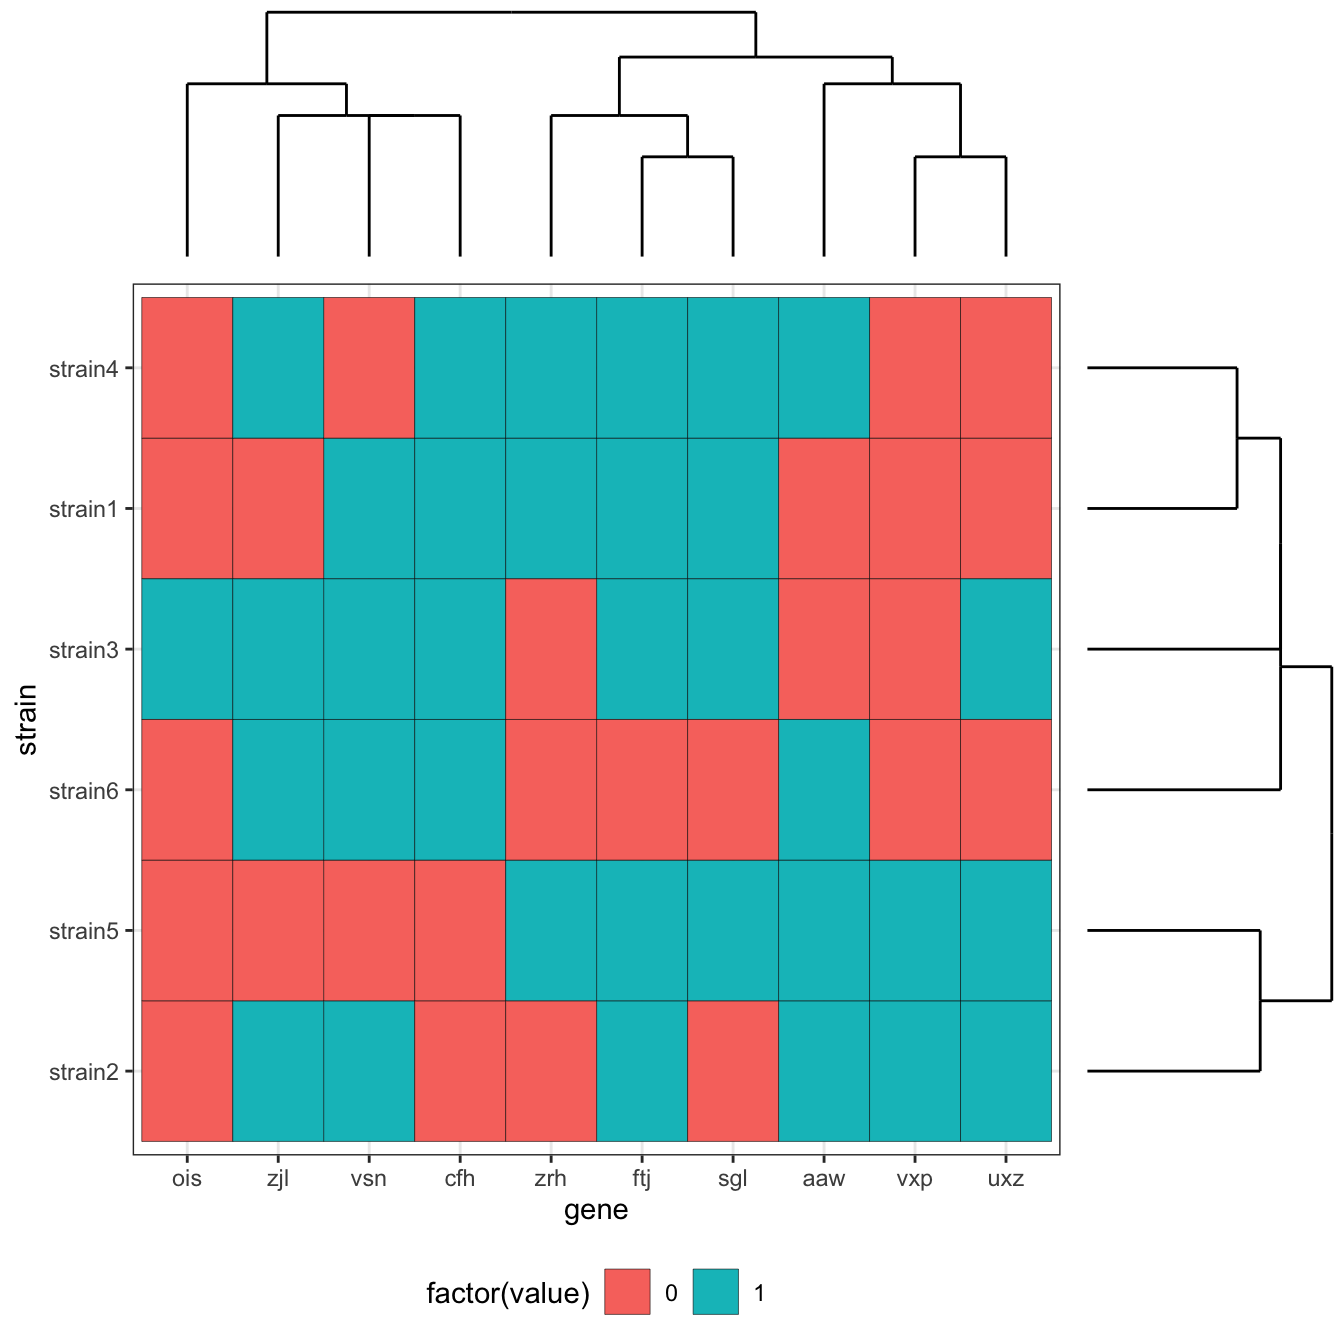 strain4
strain1
strain3
strain6
strain5
strain2
strain
ois zjl vsn cfh zrh ftj sgl aaw vxp uxz
gene
factor(value) 0 1